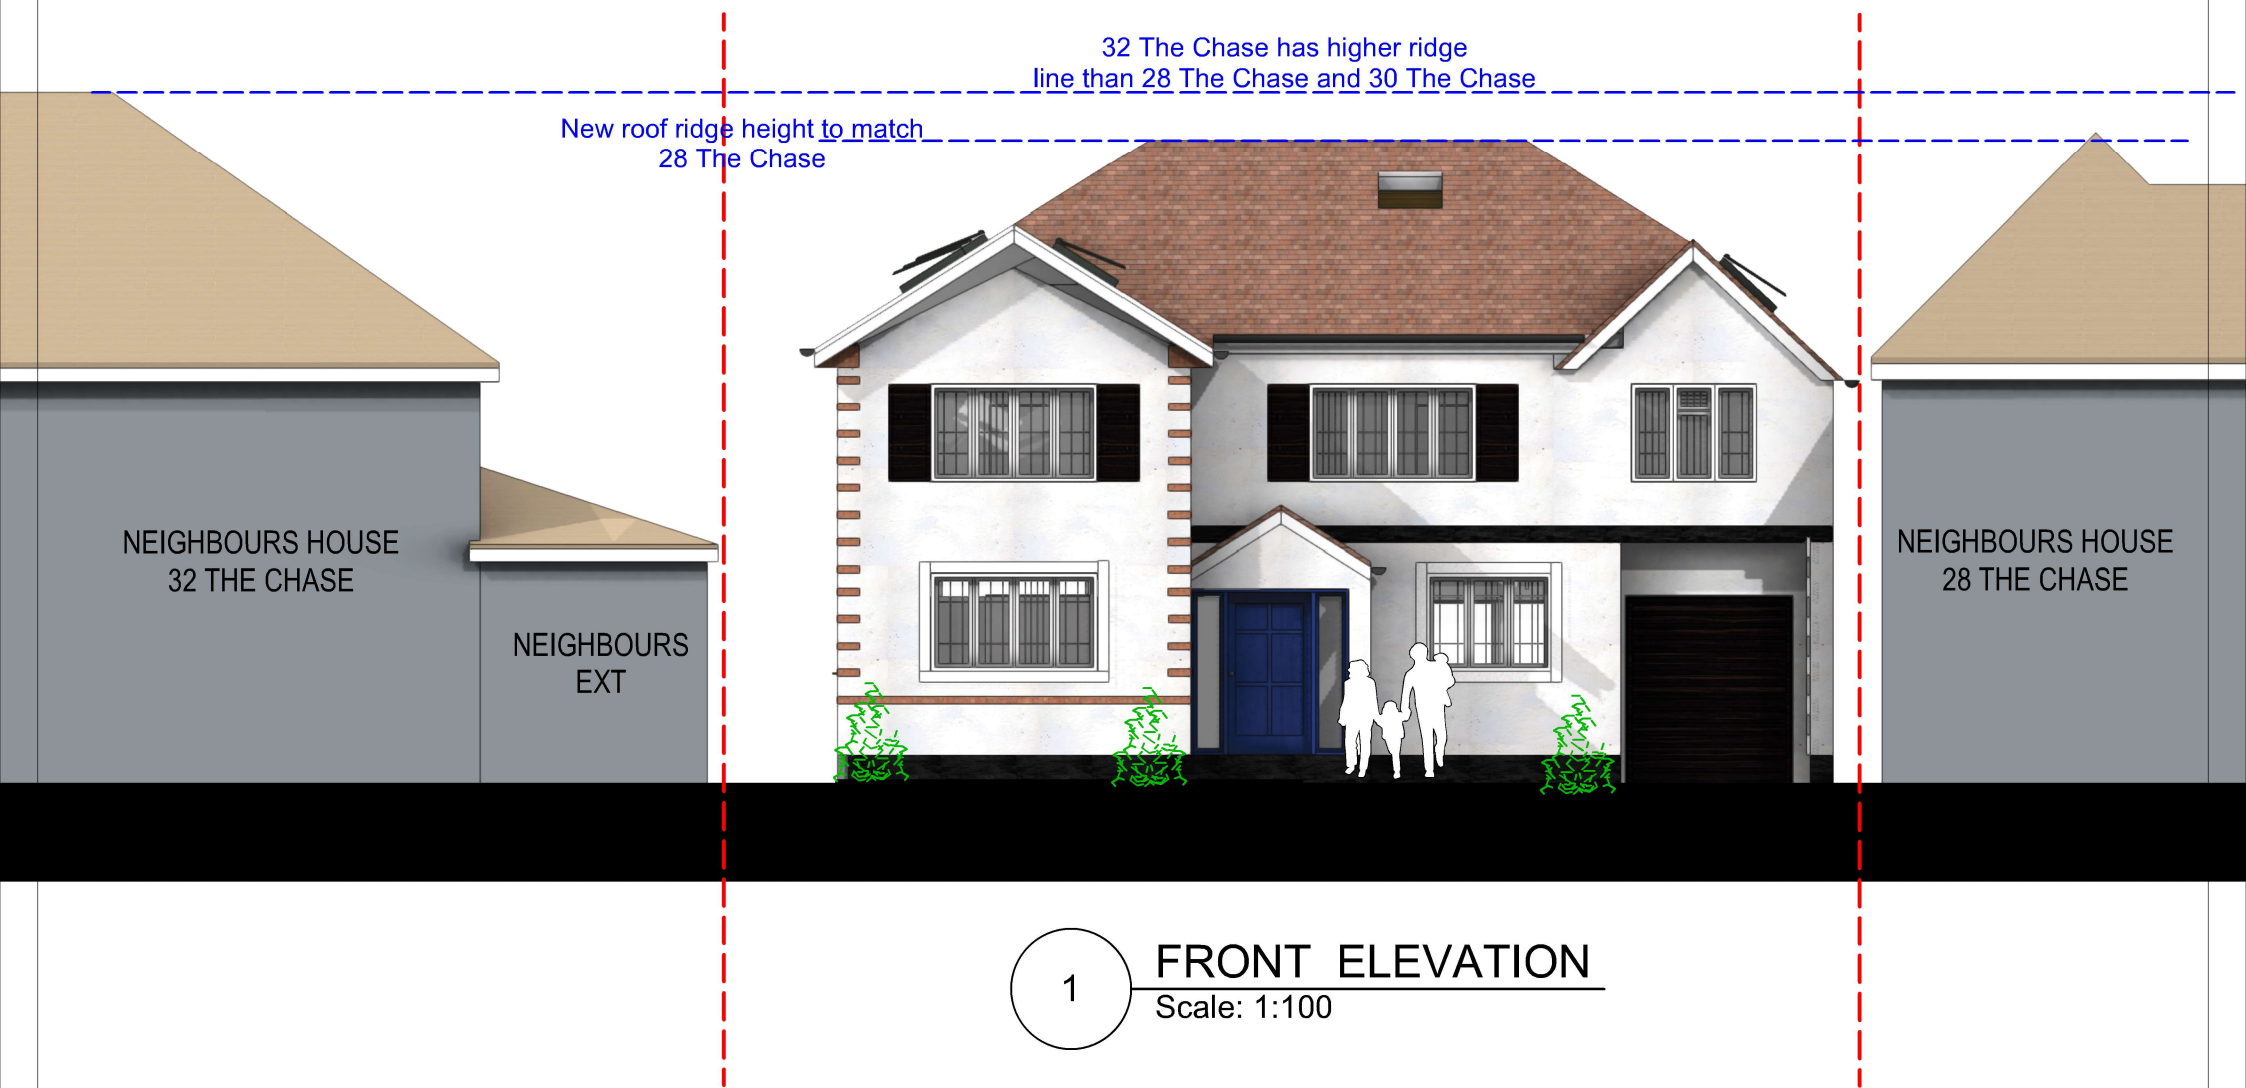 32 The Chase has higher ridge
line than 28 The Chase and 30 The Chase
New roof ridge height to match
28 The Chase
NEIGHBOURS HOUSE
32 THE CHASE
NEIGHBOURS
EXT
NEIGHBOURS HOUSE
28 THE CHASE
1
FRONT ELEVATION
Scale: 1:100